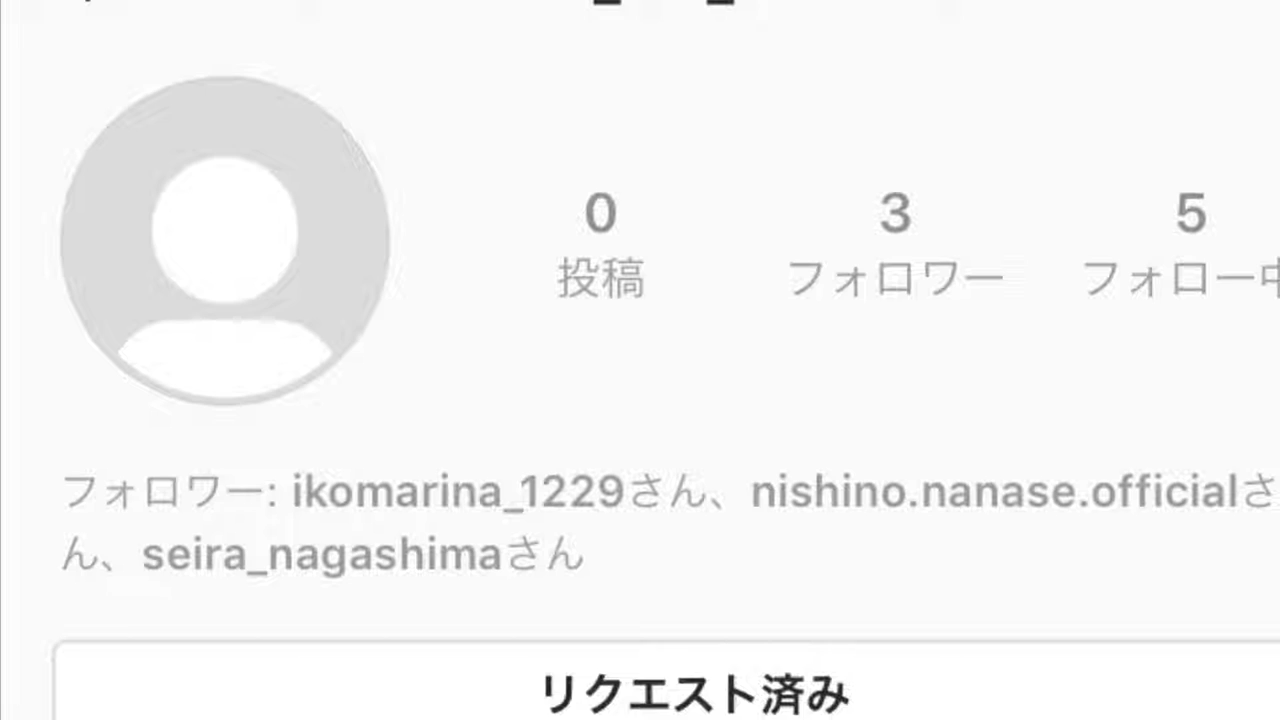 0 3 5
投稿 フォロワー フォロー中
フォロワー: ikomarina_1229さん、nishino.nanase.officialさ
ん、seira_nagashimaさん
リクエスト済み